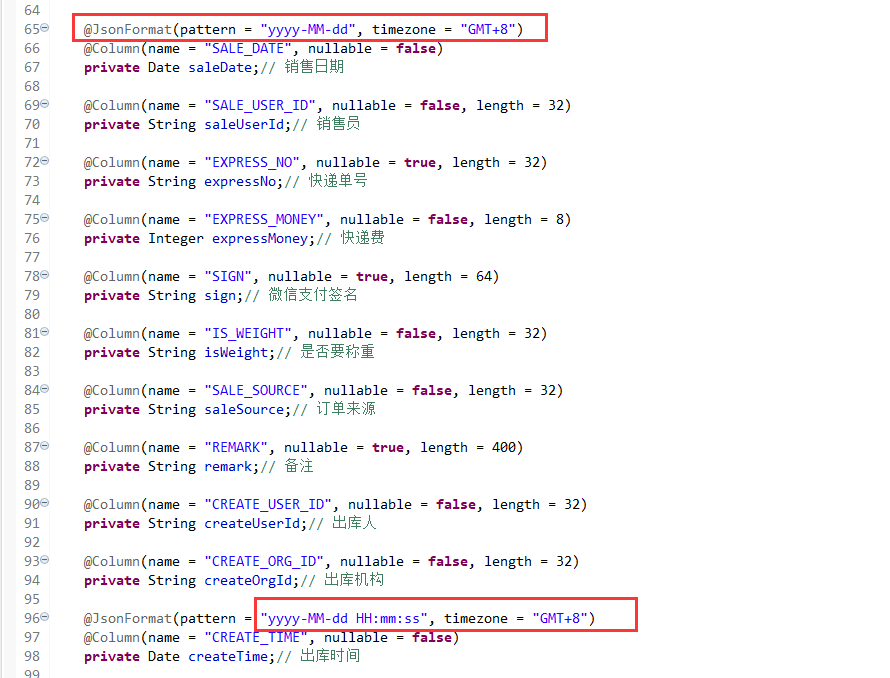 64
65 @JsonFormat(pattern = "yyyy-MM-dd", timezone = "GMT+8")
66 @Column(name = "SALE_DATE", nullable = false)
67 private Date saleDate;// 销售日期
68
69 @Column(name = "SALE_USER_ID", nullable = false, length = 32)
70 private String saleUserId;// 销售员
71
72 @Column(name = "EXPRESS_NO", nullable = true, length = 32)
73 private String expressNo;// 快递单号
74
75 @Column(name = "EXPRESS_MONEY", nullable = false, length = 8)
76 private Integer expressMoney;// 快递费
77
78 @Column(name = "SIGN", nullable = true, length = 64)
79 private String sign;// 微信支付签名
80
81 @Column(name = "IS_WEIGHT", nullable = false, length = 32)
82 private String isWeight;// 是否要称重
83
84 @Column(name = "SALE_SOURCE", nullable = false, length = 32)
85 private String saleSource;// 订单来源
86
87 @Column(name = "REMARK", nullable = true, length = 400)
88 private String remark;// 备注
89
90 @Column(name = "CREATE_USER_ID", nullable = false, length = 32)
91 private String createUserId;// 出库人
92
93 @Column(name = "CREATE_ORG_ID", nullable = false, length = 32)
94 private String createOrgId;// 出库机构
95
96 @JsonFormat(pattern = "yyyy-MM-dd HH:mm:ss", timezone = "GMT+8")
97 @Column(name = "CREATE_TIME", nullable = false)
98 private Date createTime;// 出库时间
99